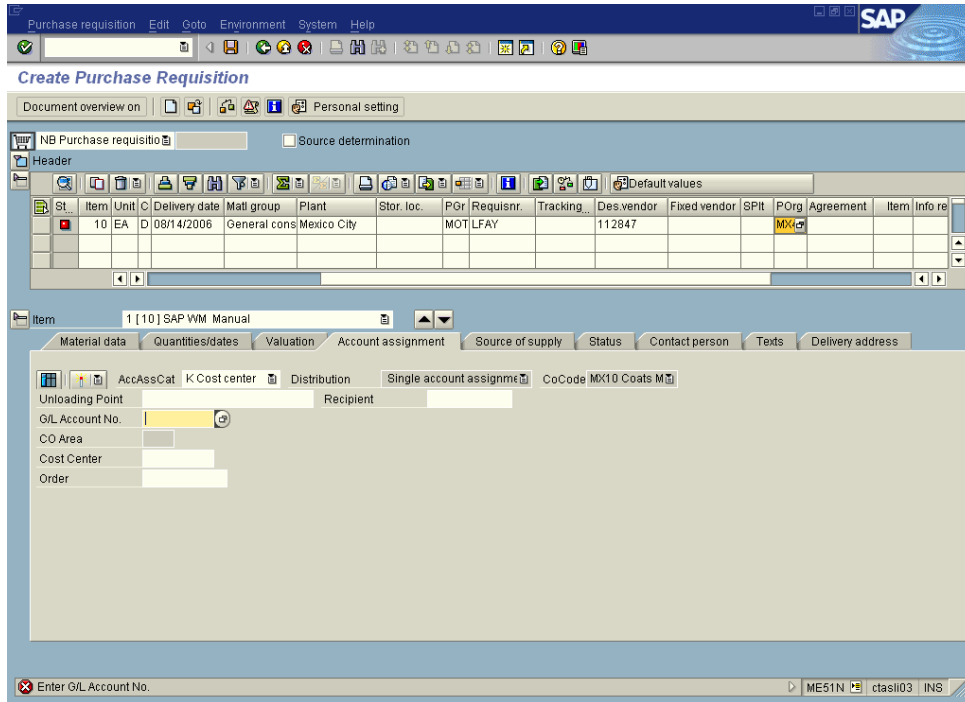 Purchase requisition Edit Goto Environment System Help
SAP
Create Purchase Requisition
Document overview on Personal setting
NB Purchase requisitio Source determination
Header
Default values
St... Item Unit C Delivery date Matl group Plant Stor. loc. PGr Requisnr. Tracking... Des.vendor Fixed vendor SPlt POrg Agreement Item Info re
10 EA D 08/14/2006 General cons Mexico City MOT LFAY 112847
Item 1 [ 10 ] SAP WM Manual
Material data Quantities/dates Valuation Account assignment Source of supply Status Contact person Texts Delivery address
AccAssCat K Cost center Distribution Single account assignme CoCode MX10 Coats M
Unloading Point Recipient
G/L Account No.
CO Area
Cost Center
Order
Enter G/L Account No. ME51N ctasli03 INS